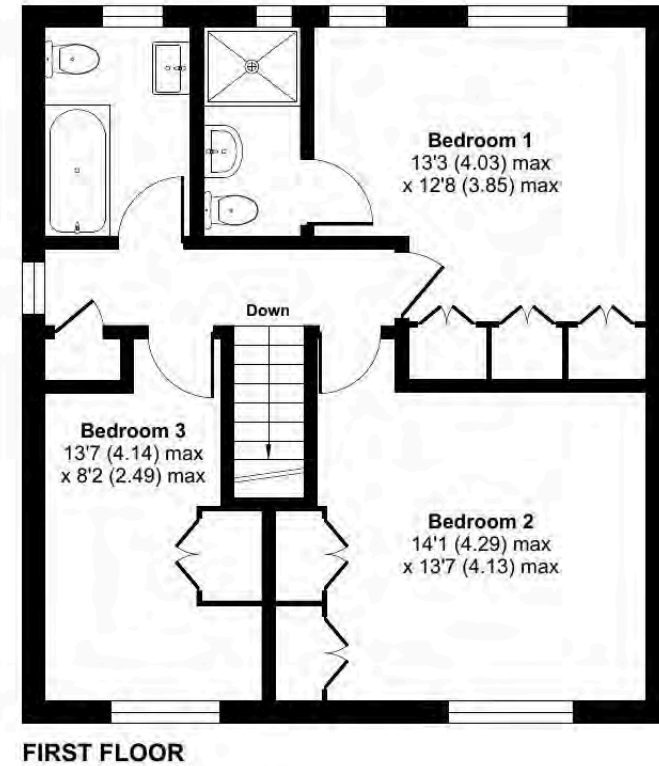 Bedroom 1
13'3 (4.03) max
x 12'8 (3.85) max
Down
Bedroom 3
13'7 (4.14) max
x 8'2 (2.49) max
Bedroom 2
14'1 (4.29) max
x 13'7 (4.13) max
FIRST FLOOR